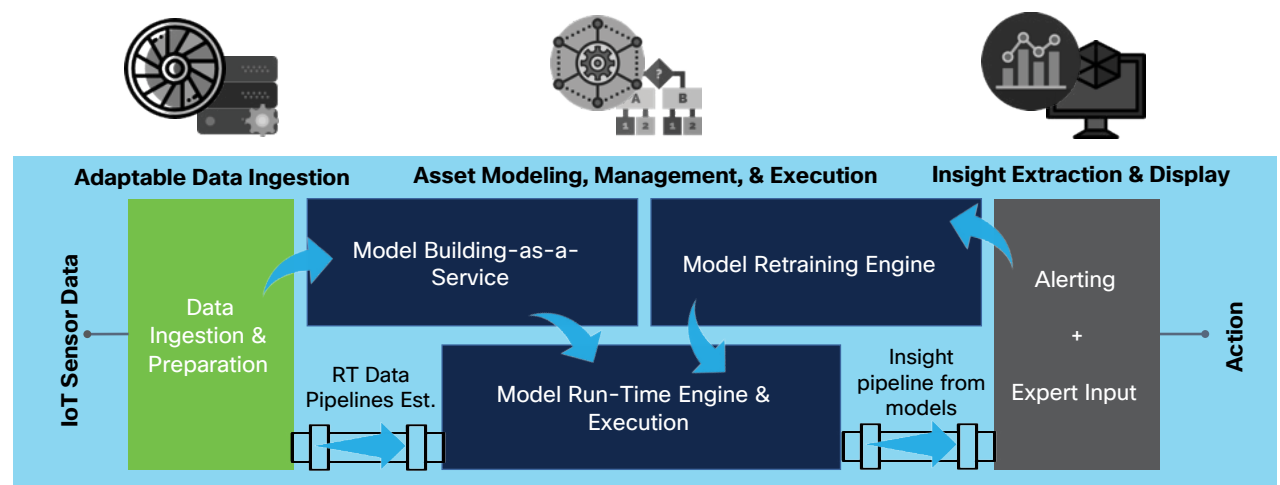 ?
A
B
1
2
1
2
Adaptable Data Ingestion
Asset Modeling, Management, & Execution
Insight Extraction & Display
IoT Sensor Data
Data
Ingestion &
Preparation
Model Building-as-a-
Service
Model Retraining Engine
RT Data
Pipelines Est.
Model Run-Time Engine &
Execution
Insight
pipeline from
models
Alerting
+
Expert Input
Action